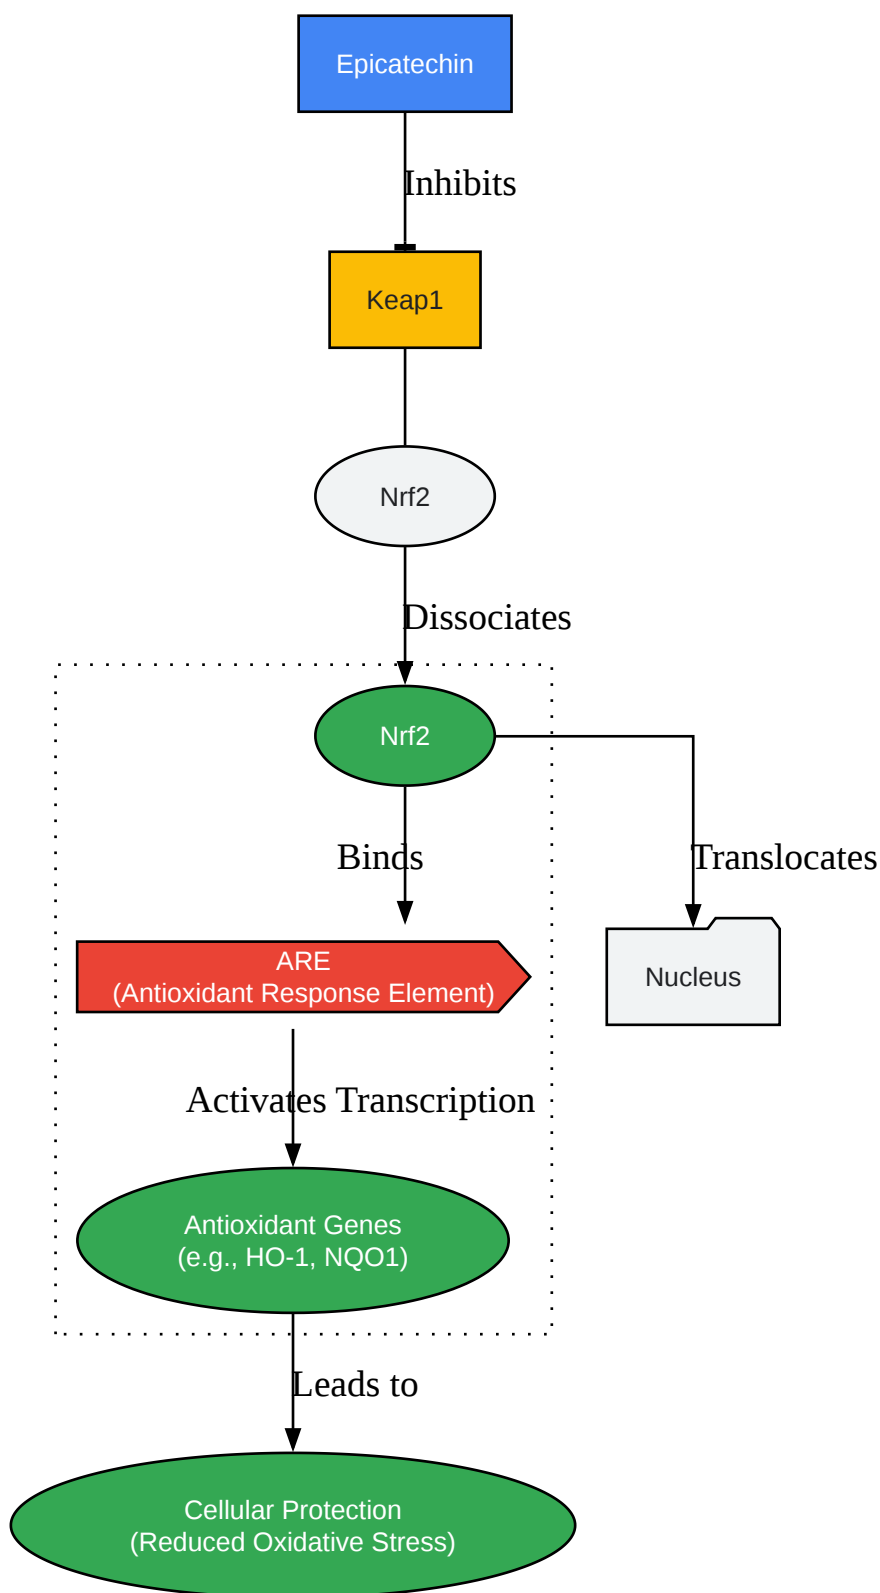 Epicatechin
Inhibits
Keap1
Nrf2
Dissociates
Nrf2
Binds
Translocates
ARE
(Antioxidant Response Element)
Nucleus
Activates Transcription
Antioxidant Genes
(e.g., HO-1, NQO1)
Leads to
Cellular Protection
(Reduced Oxidative Stress)